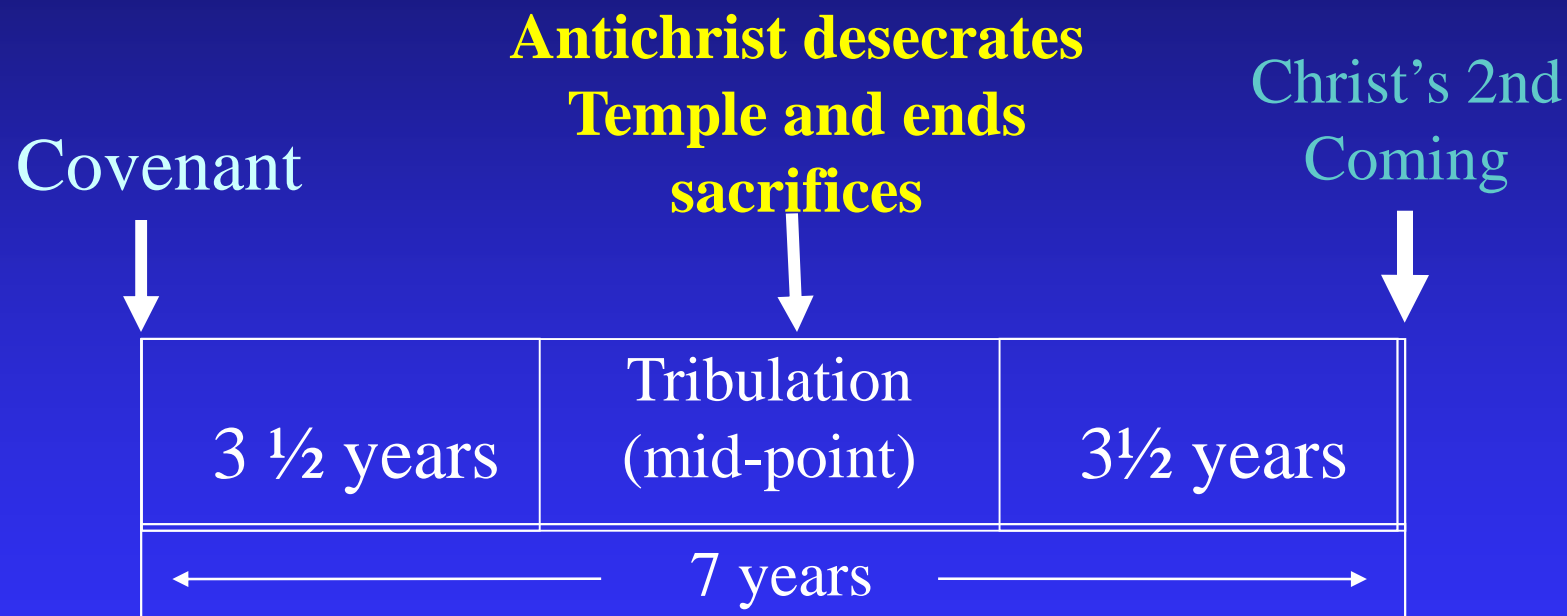 Antichrist desecrates
Temple and ends
sacrifices
Christ’s 2nd
Coming
Covenant
Tribulation
(mid-point)
3 ½ years
3½ years
7 years